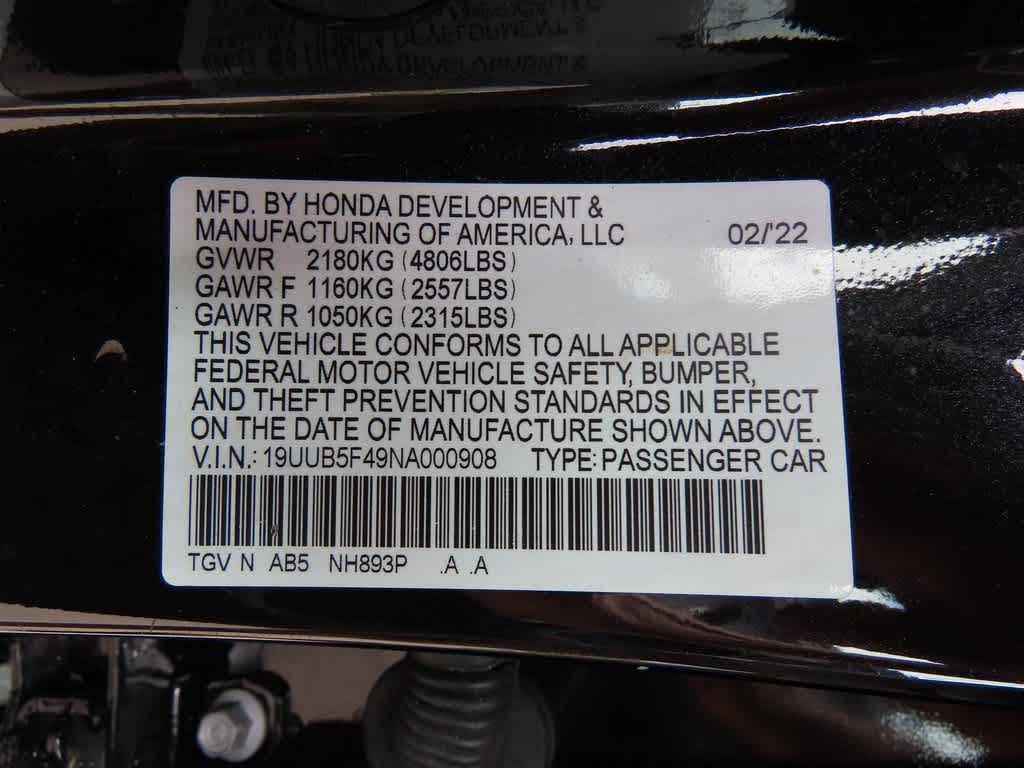 MFD. BY HONDA DEVELOPMENT &
MANUFACTURING OF AMERICA, LLC 02/'22
GVWR 2180KG (4806LBS)
GAWR F 1160KG (2557LBS)
GAWR R 1050KG (2315LBS)
THIS VEHICLE CONFORMS TO ALL APPLICABLE
FEDERAL MOTOR VEHICLE SAFETY, BUMPER,
AND THEFT PREVENTION STANDARDS IN EFFECT
ON THE DATE OF MANUFACTURE SHOWN ABOVE.
V.I.N.: 19UUB5F49NA000908 TYPE: PASSENGER CAR
TGV N AB5 NH893P .A .A